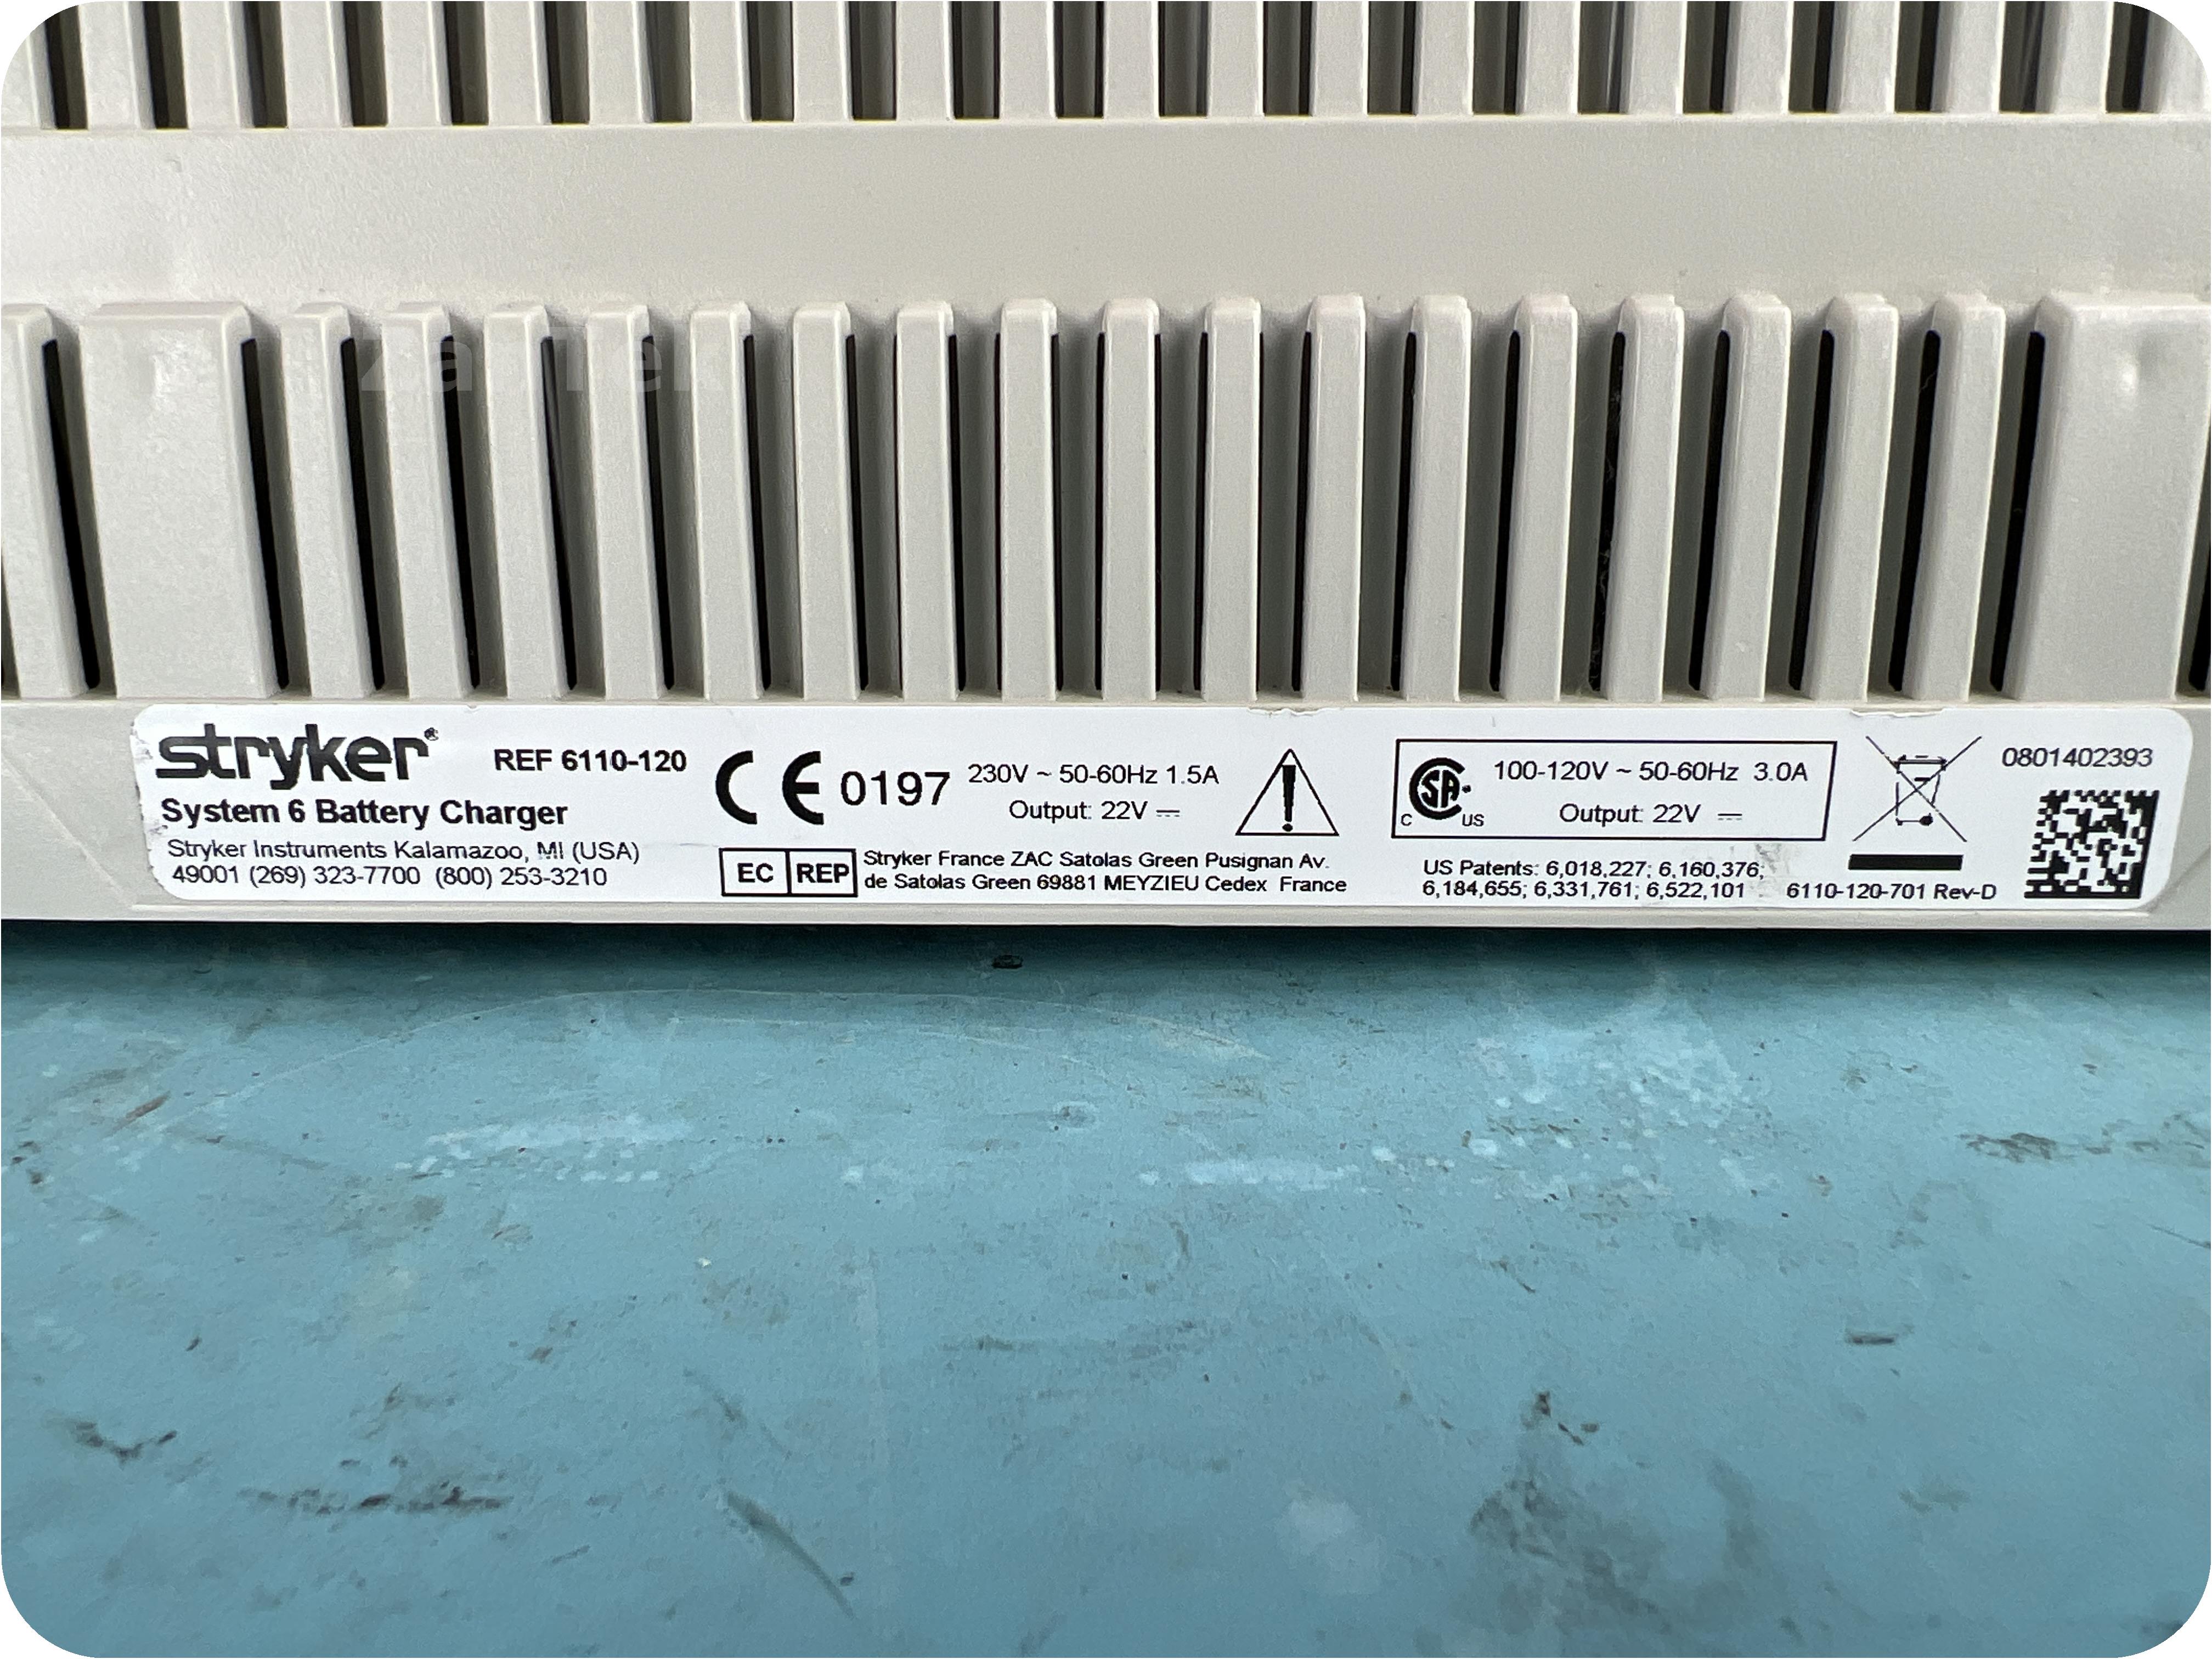 stryker®
REF 6110-120
System 6 Battery Charger
Stryker Instruments Kalamazoo, MI (USA)
49001 (269) 323-7700 (800) 253-3210
CE 0197
230V ~ 50-60Hz 1.5A
Output: 22V ⎓
EC REP
Stryker France ZAC Satolas Green Pusignan Av.
de Satolas Green 69881 MEYZIEU Cedex France
!
C SA US
100-120V ~ 50-60Hz 3.0A
Output: 22V ⎓
US Patents: 6,018,227; 6,160,376;
6,184,655; 6,331,761; 6,522,101
6110-120-701 Rev-D
0801402393